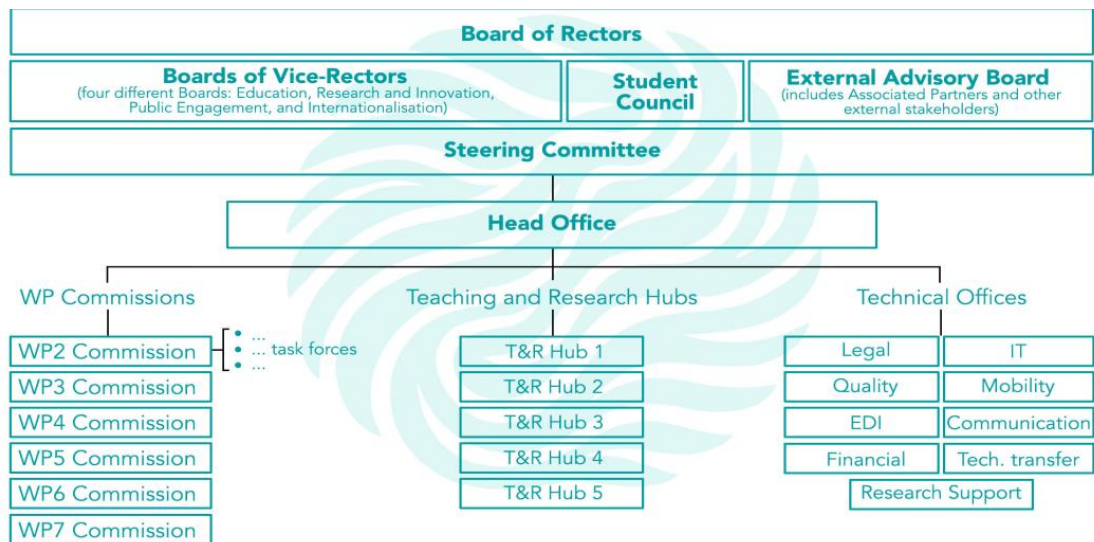 Board of Rectors
Boards of Vice-Rectors
(four different Boards: Education, Research and Innovation,
Public Engagement, and Internationalisation)
Student
Council
External Advisory Board
(includes Associated Partners and other
external stakeholders)
Steering Committee
Head Office
WP Commissions
Teaching and Research Hubs
Technical Offices
WP2 Commission
• ...
• ... task forces
• ...
WP3 Commission
WP4 Commission
WP5 Commission
WP6 Commission
WP7 Commission
T&R Hub 1
T&R Hub 2
T&R Hub 3
T&R Hub 4
T&R Hub 5
Legal
IT
Quality
Mobility
EDI
Communication
Financial
Tech. transfer
Research Support